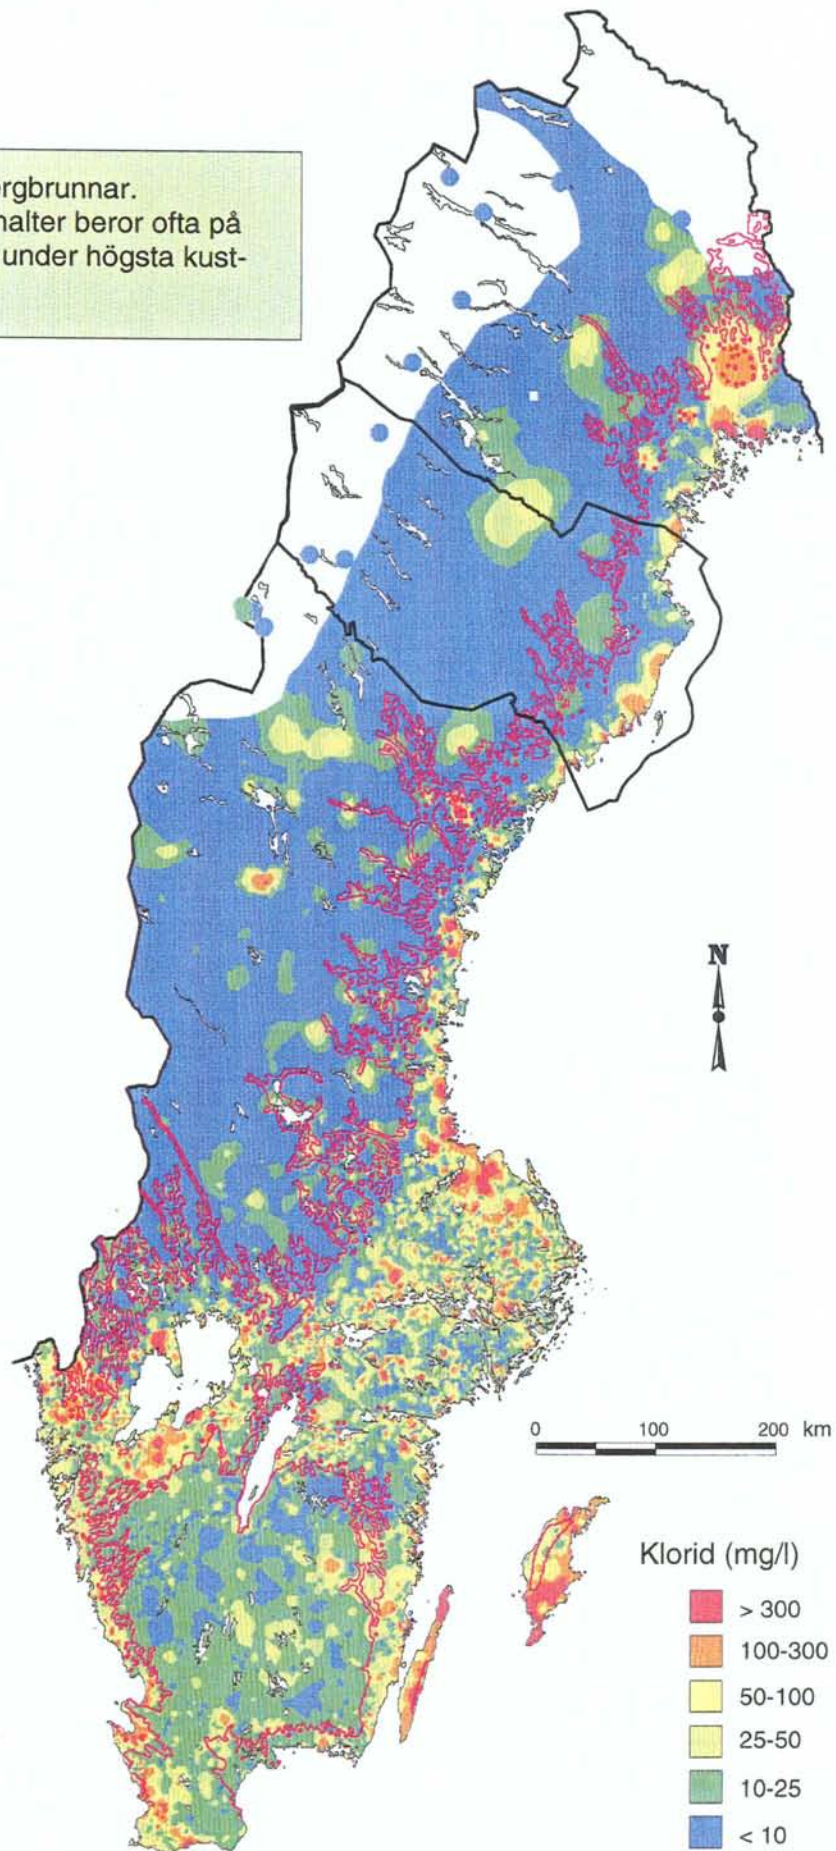 ergbrunnar.
halter beror ofta på
under högsta kust-
N
0 100 200 km
Klorid (mg/l)
> 300
100-300
50-100
25-50
10-25
< 10